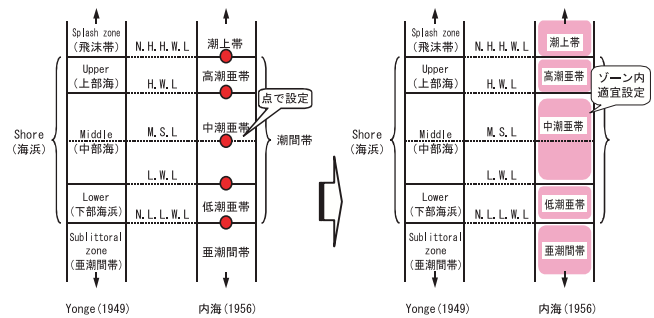 Splash zone
(飛沫帯)
N.H.H.W.L
潮上帯
Upper
(上部海)
H.W.L
高潮亜帯
点で設定
Shore
(海浜)
Middle
(中部海)
M.S.L
中潮亜帯
潮間帯
L.W.L
Lower
(下部海浜)
N.L.L.W.L
低潮亜帯
Sublittoral
zone
(亜潮間帯)
亜潮間帯
Yonge(1949)
内海(1956)
Splash zone
(飛沫帯)
N.H.H.W.L
潮上帯
Upper
(上部海)
H.W.L
高潮亜帯
ゾーン内
適宜設定
Shore
(海浜)
Middle
(中部海)
M.S.L
中潮亜帯
L.W.L
Lower
(下部海浜)
N.L.L.W.L
低潮亜帯
Sublittoral
zone
(亜潮間帯)
亜潮間帯
Yonge(1949)
内海(1956)